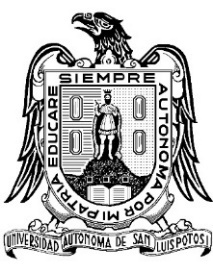 SIEMPRE AUTONOMA POR MI PATRIA EDUCARE
UNIVERSIDAD AUTONOMA DE SAN LUIS POTOSI